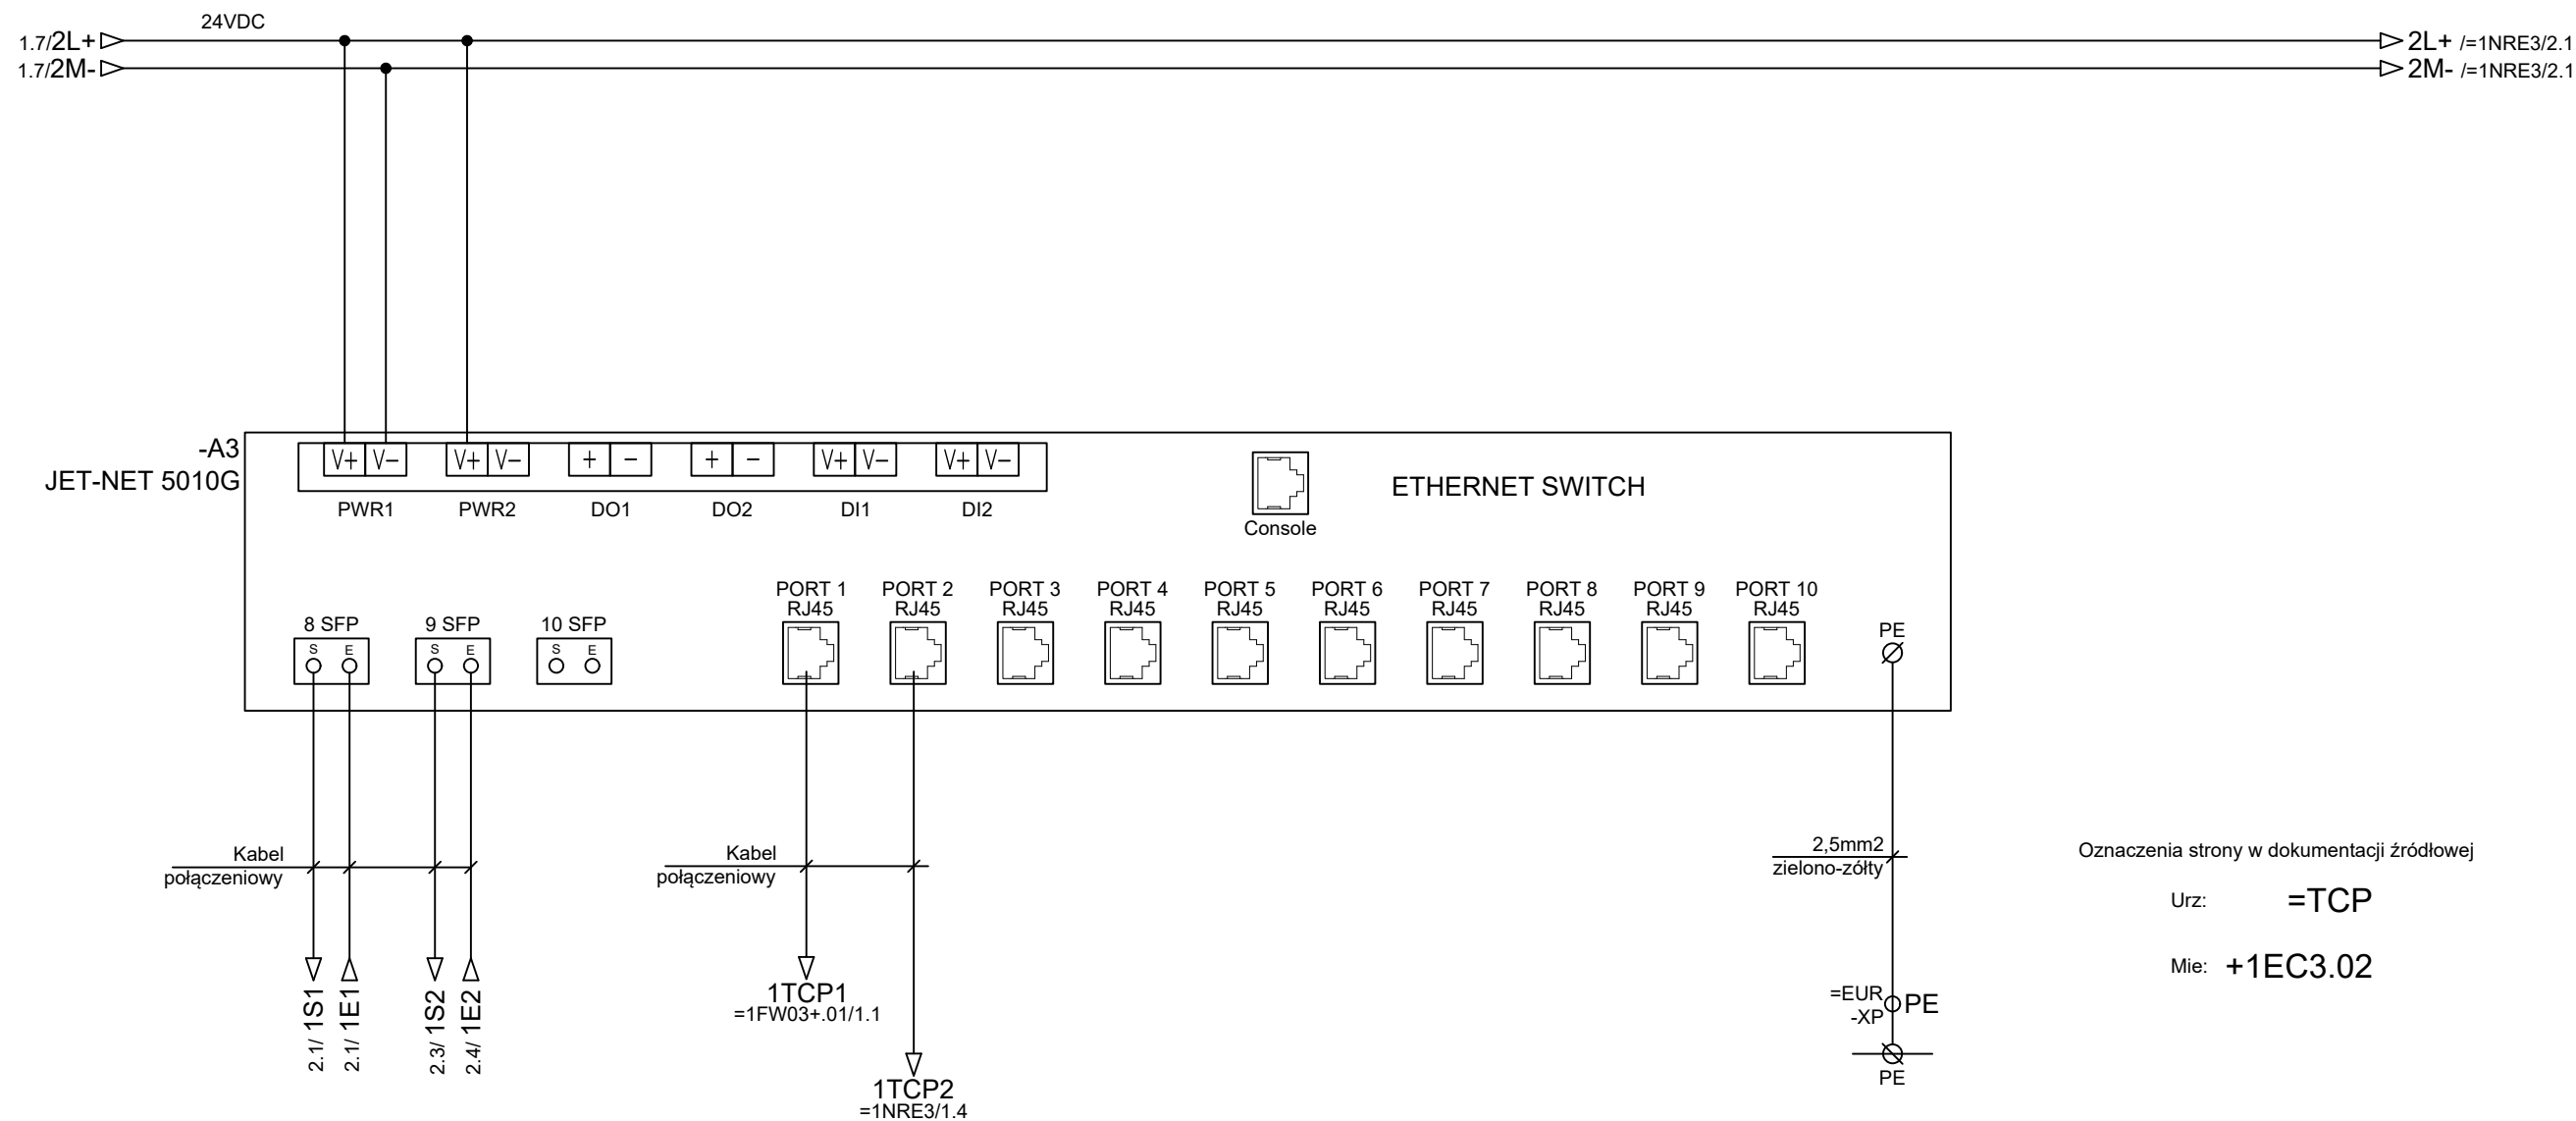 24VDC
1.7/2L+
2L+ /=1NRE3/2.1
1.7/2M-
2M- /=1NRE3/2.1
-A3
JET-NET 5010G
V+ V- V+ V- + - + - V+ V- V+ V-
PWR1 PWR2 DO1 DO2 DI1 DI2
Console
ETHERNET SWITCH
8 SFP 9 SFP 10 SFP
S E S E S E
PORT 1 PORT 2 PORT 3 PORT 4 PORT 5 PORT 6 PORT 7 PORT 8 PORT 9 PORT 10
RJ45 RJ45 RJ45 RJ45 RJ45 RJ45 RJ45 RJ45 RJ45 RJ45
PE
Kabel
połączeniowy
Kabel
połączeniowy
2,5mm2
zielono-zółty
2.1/ 1S1
2.1/ 1E1
2.3/ 1S2
2.4/ 1E2
1TCP1
=1FW03+.01/1.1
1TCP2
=1NRE3/1.4
=EUR
-XP
PE
PE
Oznaczenia strony w dokumentacji źródłowej
Urz: =TCP
Mie: +1EC3.02